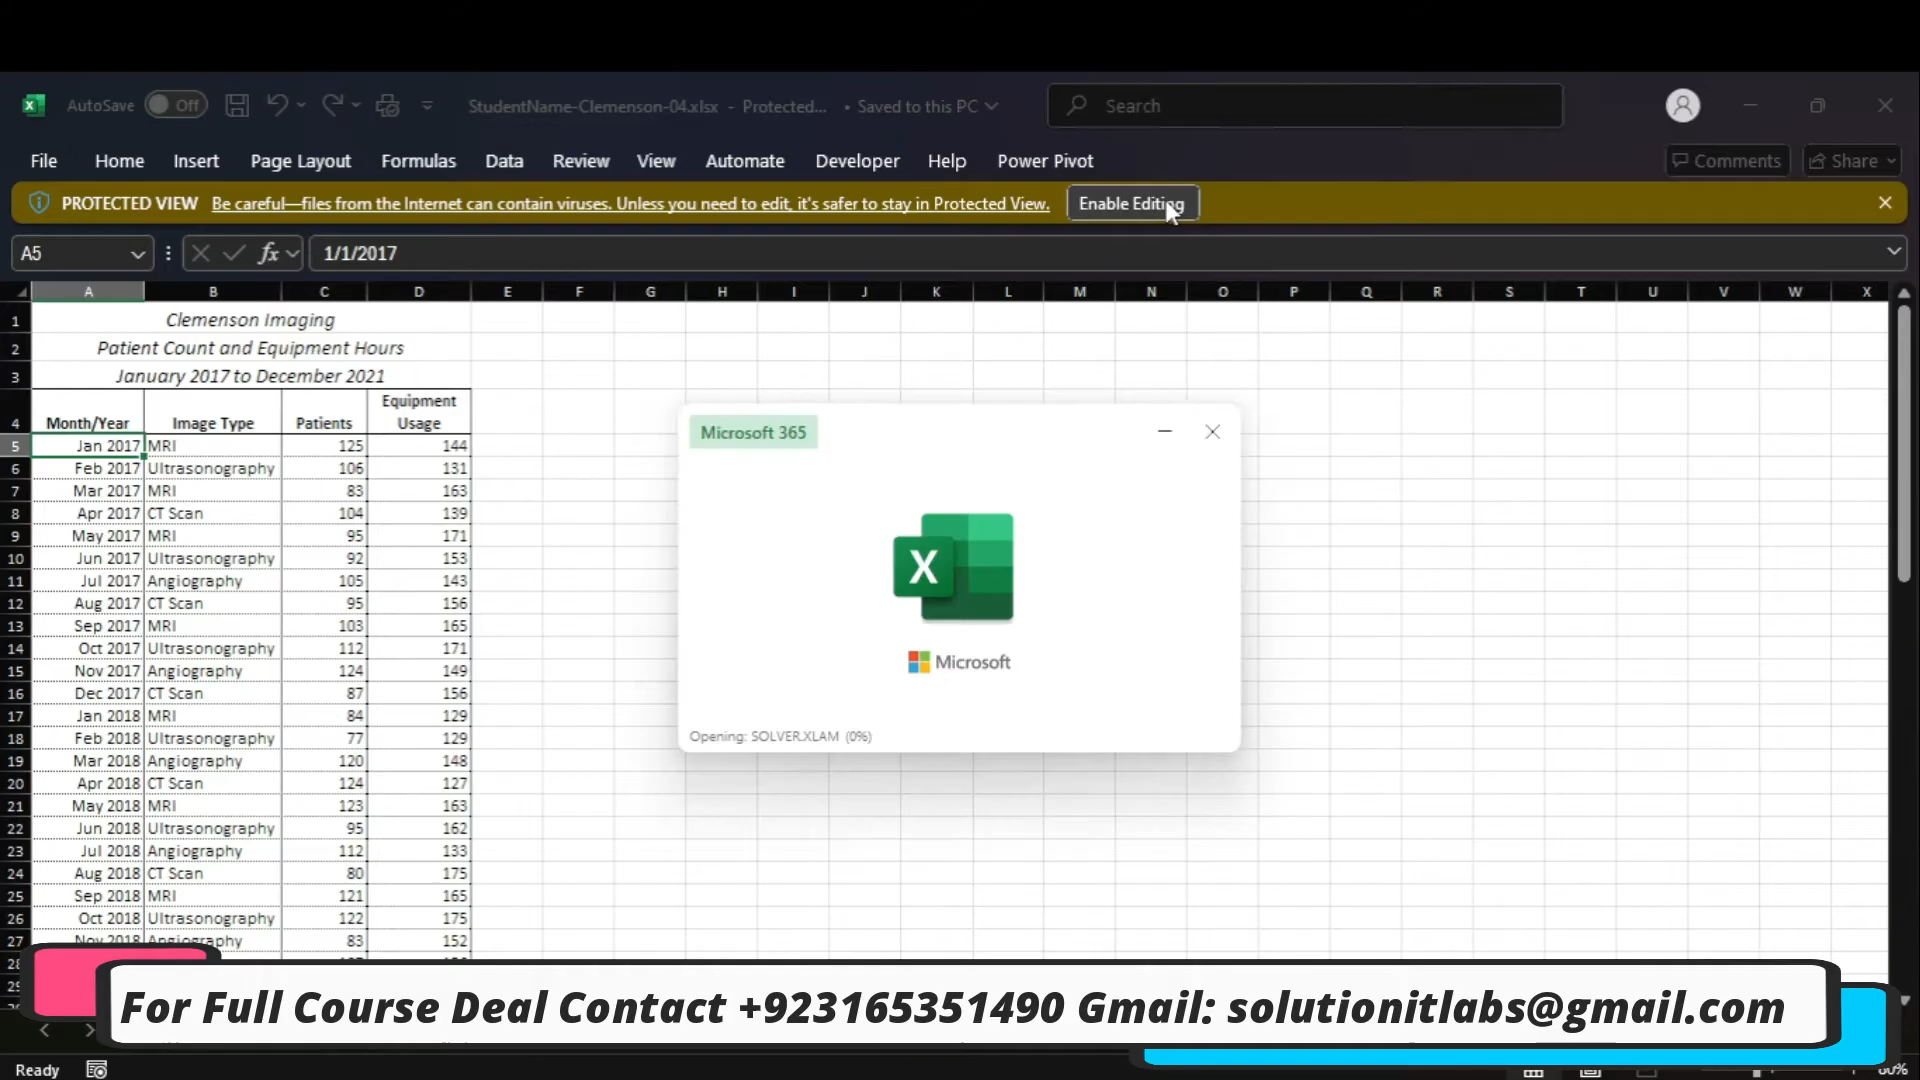 AutoSave Off StudentName-Clemenson-04.xlsx - Protected... • Saved to this PC Search
File Home Insert Page Layout Formulas Data Review View Automate Developer Help Power Pivot Comments Share
PROTECTED VIEW Be careful—files from the Internet can contain viruses. Unless you need to edit, it's safer to stay in Protected View. Enable Editing
A5 fx 1/1/2017
A B C D E F G H I J K L M N O P Q R S T U V W X
1 Clemenson Imaging
2 Patient Count and Equipment Hours
3 January 2017 to December 2021
4 Month/Year Image Type Patients Equipment Usage
5 Jan 2017 MRI 125 144
6 Feb 2017 Ultrasonography 106 131
7 Mar 2017 MRI 83 163
8 Apr 2017 CT Scan 104 139
9 May 2017 MRI 95 171
10 Jun 2017 Ultrasonography 92 153
11 Jul 2017 Angiography 105 143
12 Aug 2017 CT Scan 95 156
13 Sep 2017 MRI 103 165
14 Oct 2017 Ultrasonography 112 171
15 Nov 2017 Angiography 124 149
16 Dec 2017 CT Scan 87 156
17 Jan 2018 MRI 84 129
18 Feb 2018 Ultrasonography 77 129
19 Mar 2018 Angiography 120 148
20 Apr 2018 CT Scan 124 127
21 May 2018 MRI 123 163
22 Jun 2018 Ultrasonography 95 162
23 Jul 2018 Angiography 112 133
24 Aug 2018 CT Scan 80 175
25 Sep 2018 MRI 121 165
26 Oct 2018 Ultrasonography 122 175
27 Nov 2018 Angiography 83 152
28
Microsoft 365
X
Microsoft
Opening: SOLVER.XLAM (0%)
For Full Course Deal Contact +923165351490 Gmail: solutionitlabs@gmail.com
Ready